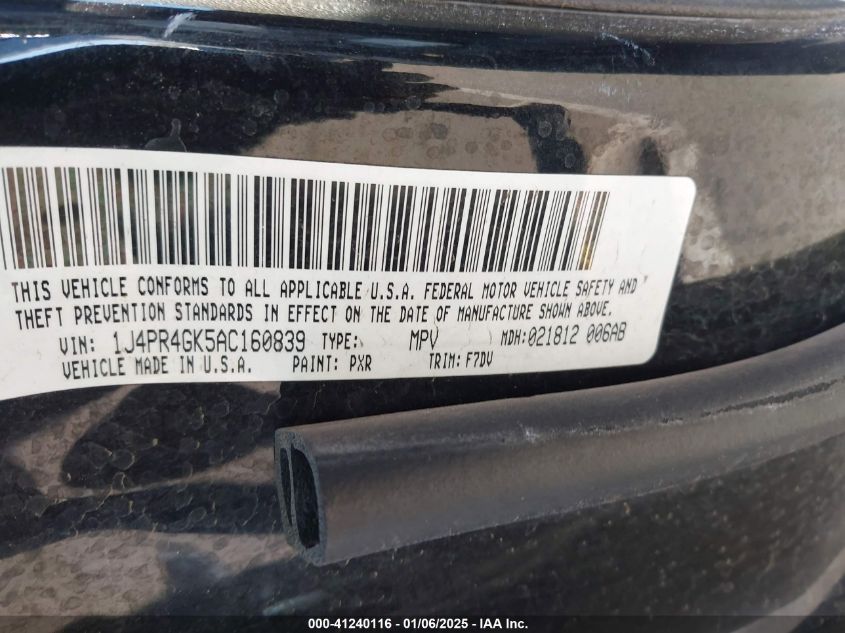 THIS VEHICLE CONFORMS TO ALL APPLICABLE U.S.A. FEDERAL MOTOR VEHICLE SAFETY AND
THEFT PREVENTION STANDARDS IN EFFECT ON THE DATE OF MANUFACTURE SHOWN ABOVE.
VIN: 1J4PR4GK5AC160839 TYPE: MPV MDH:021812 006AB
VEHICLE MADE IN U.S.A. PAINT: PXR TRIM: F7DV
000-41240116 - 01/06/2025 - IAA Inc.